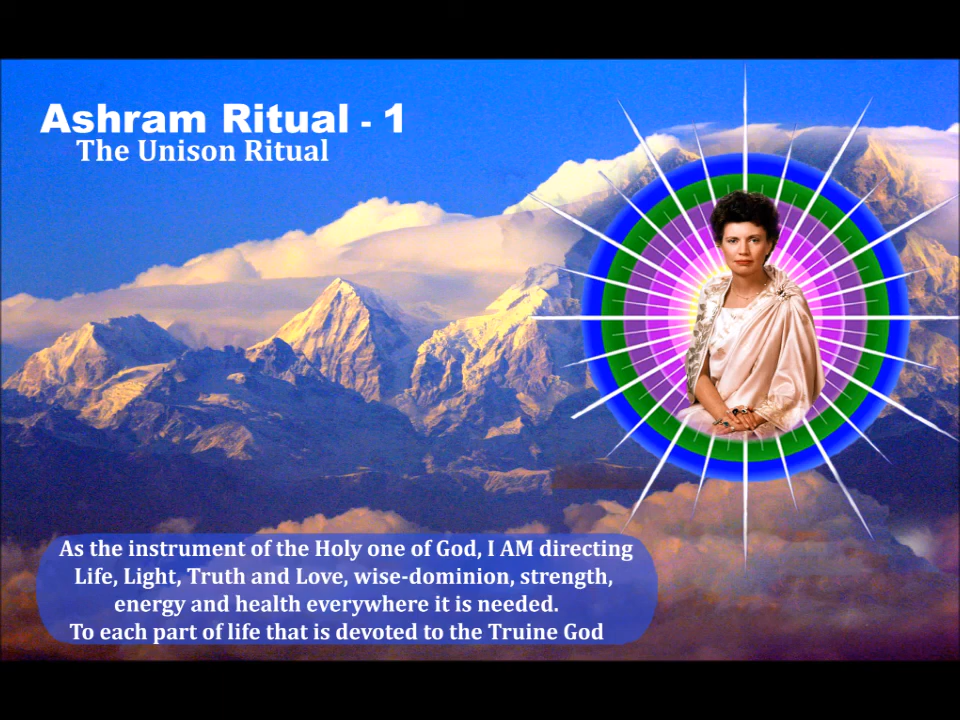 Ashram Ritual - 1
The Unison Ritual
As the instrument of the Holy one of God, I AM directing
Life, Light, Truth and Love, wise-dominion, strength,
energy and health everywhere it is needed.
To each part of life that is devoted to the Truine God